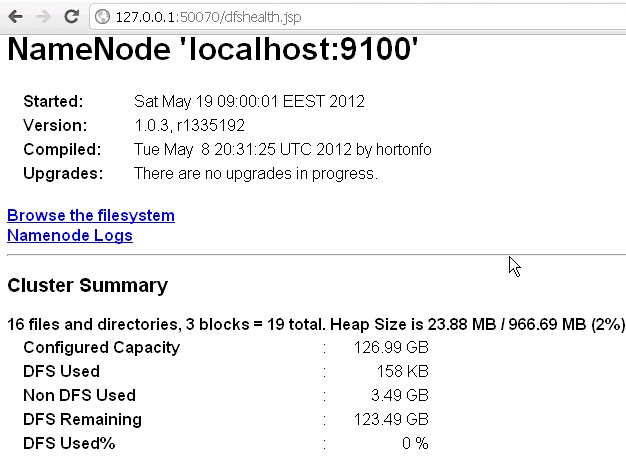 127.0.0.1:50070/dfshealth.jsp
NameNode 'localhost:9100'
Started: Sat May 19 09:00:01 EEST 2012
Version: 1.0.3, r1335192
Compiled: Tue May 8 20:31:25 UTC 2012 by hortonfo
Upgrades: There are no upgrades in progress.
Browse the filesystem
Namenode Logs
Cluster Summary
16 files and directories, 3 blocks = 19 total. Heap Size is 23.88 MB / 966.69 MB (2%)
Configured Capacity : 126.99 GB
DFS Used : 158 KB
Non DFS Used : 3.49 GB
DFS Remaining : 123.49 GB
DFS Used% : 0 %